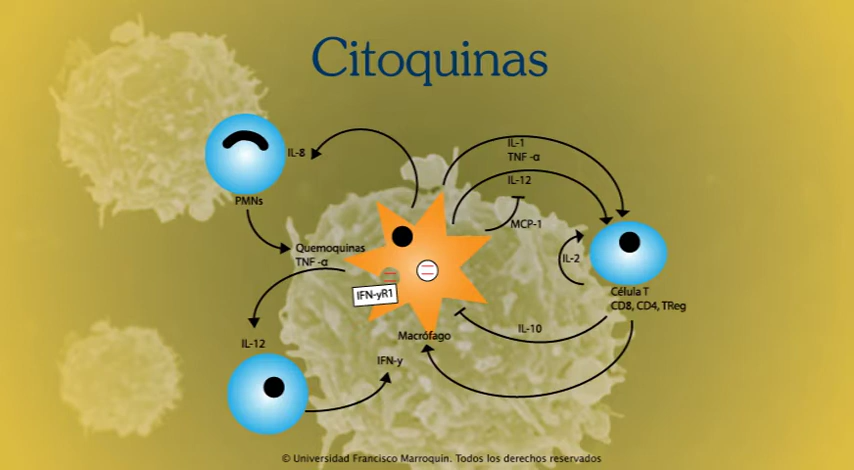 Citoquinas
IL-8
PMNs
IL-1
TNF -α
IL-12
MCP-1
IL-2
Quemoquinas
TNF -α
IFN-yR1
Célula T
CD8, CD4, TReg
IL-10
Macrófago
IL-12
IFN-y
© Universidad Francisco Marroquín. Todos los derechos reservados